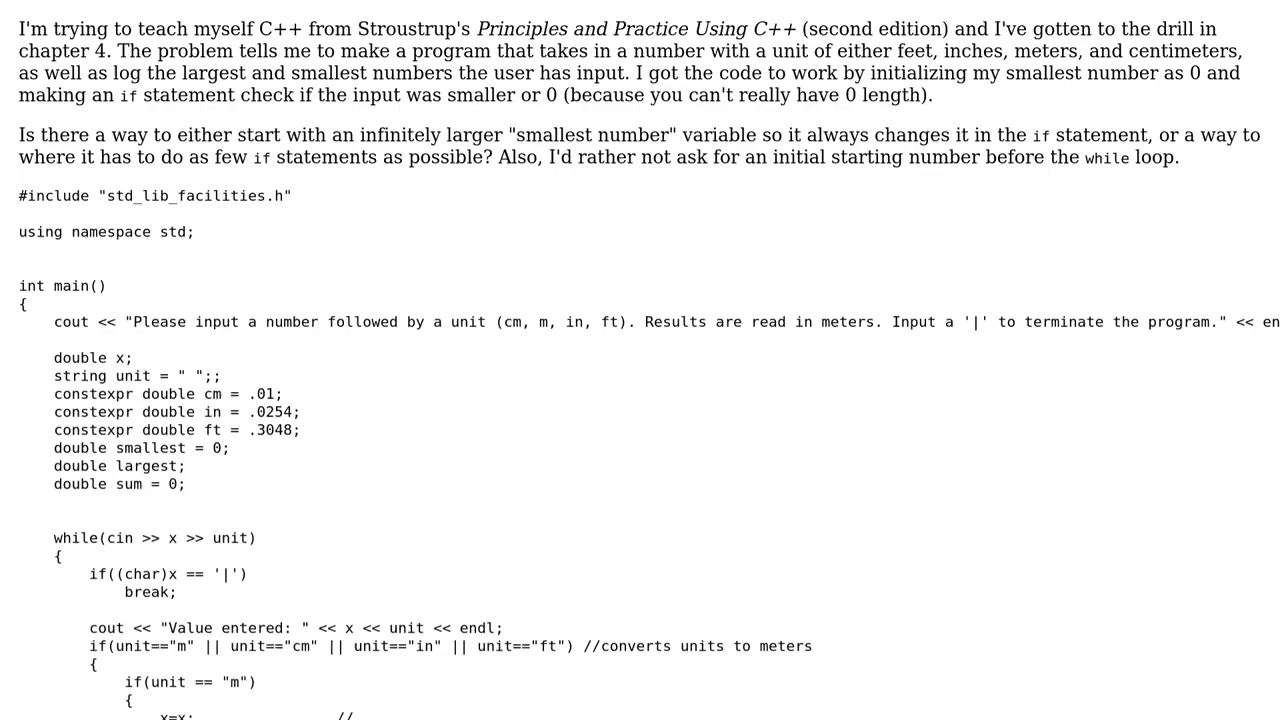 I'm trying to teach myself C++ from Stroustrup's Principles and Practice Using C++ (second edition) and I've gotten to the drill in
chapter 4. The problem tells me to make a program that takes in a number with a unit of either feet, inches, meters, and centimeters,
as well as log the largest and smallest numbers the user has input. I got the code to work by initializing my smallest number as 0 and
making an if statement check if the input was smaller or 0 (because you can't really have 0 length).
Is there a way to either start with an infinitely larger "smallest number" variable so it always changes it in the if statement, or a way to
where it has to do as few if statements as possible? Also, I'd rather not ask for an initial starting number before the while loop.
#include "std_lib_facilities.h"
using namespace std;
int main()
{
cout << "Please input a number followed by a unit (cm, m, in, ft). Results are read in meters. Input a '|' to terminate the program." << en
double x;
string unit = " ";;
constexpr double cm = .01;
constexpr double in = .0254;
constexpr double ft = .3048;
double smallest = 0;
double largest;
double sum = 0;
while(cin >> x >> unit)
{
if((char)x == '|')
break;
cout << "Value entered: " << x << unit << endl;
if(unit=="m" || unit=="cm" || unit=="in" || unit=="ft") //converts units to meters
{
if(unit == "m")
{
x=x; //